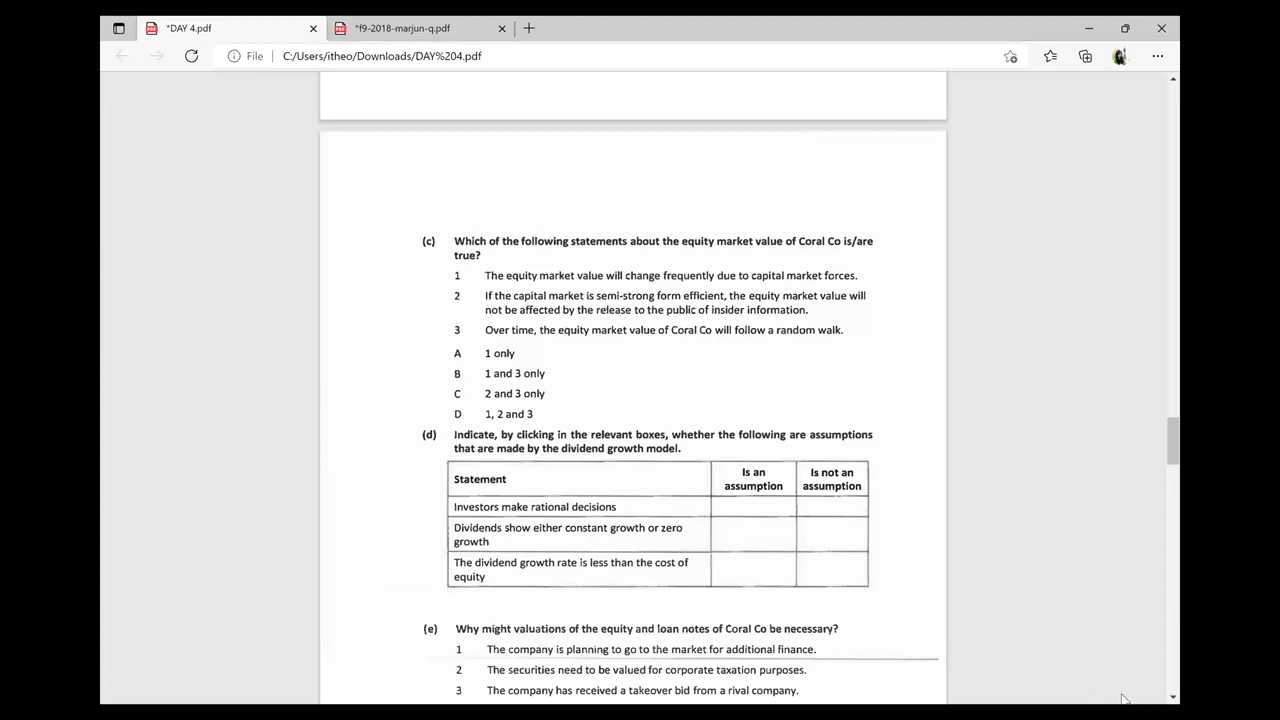 *DAY 4.pdf
*f9-2018-marjun-q.pdf
File
C:/Users/itheo/Downloads/DAY%204.pdf
(c) Which of the following statements about the equity market value of Coral Co is/are
true?
1 The equity market value will change frequently due to capital market forces.
2 If the capital market is semi-strong form efficient, the equity market value will
not be affected by the release to the public of insider information.
3 Over time, the equity market value of Coral Co will follow a random walk.
A 1 only
B 1 and 3 only
C 2 and 3 only
D 1, 2 and 3
(d) Indicate, by clicking in the relevant boxes, whether the following are assumptions
that are made by the dividend growth model.
Statement
Is an
assumption
Is not an
assumption
Investors make rational decisions
Dividends show either constant growth or zero
growth
The dividend growth rate is less than the cost of
equity
(e) Why might valuations of the equity and loan notes of Coral Co be necessary?
1 The company is planning to go to the market for additional finance.
2 The securities need to be valued for corporate taxation purposes.
3 The company has received a takeover bid from a rival company.